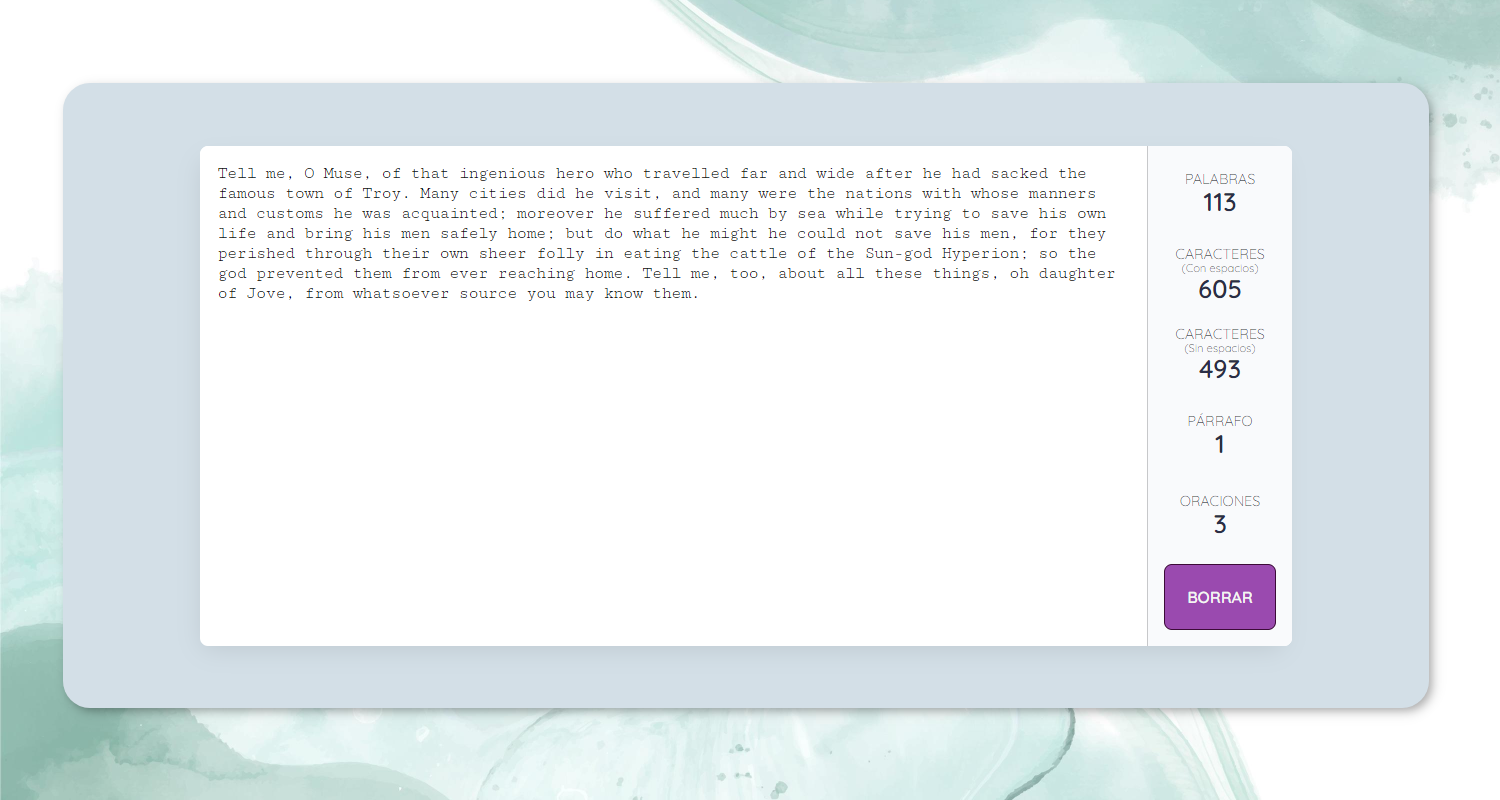 Tell me, O Muse, of that ingenious hero who travelled far and wide after he had sacked the
famous town of Troy. Many cities did he visit, and many were the nations with whose manners
and customs he was acquainted; moreover he suffered much by sea while trying to save his own
life and bring his men safely home; but do what he might he could not save his men, for they
perished through their own sheer folly in eating the cattle of the Sun-god Hyperion; so the
god prevented them from ever reaching home. Tell me, too, about all these things, oh daughter
of Jove, from whatsoever source you may know them.
PALABRAS
113
CARACTERES
(Con espacios)
605
CARACTERES
(Sin espacios)
493
PÁRRAFO
1
ORACIONES
3
BORRAR